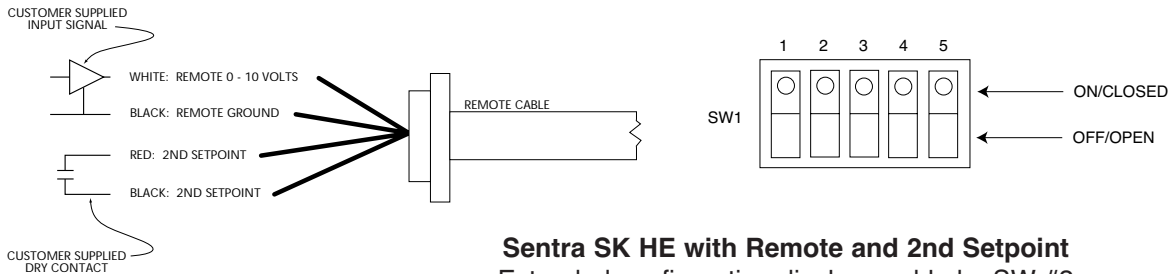 CUSTOMER SUPPLIED
INPUT SIGNAL
WHITE: REMOTE 0 - 10 VOLTS
BLACK: REMOTE GROUND
RED: 2ND SETPOINT
BLACK: 2ND SETPOINT
CUSTOMER SUPPLIED
DRY CONTACT
REMOTE CABLE
1 2 3 4 5
SW1
ON/CLOSED
OFF/OPEN
Sentra SK HE with Remote and 2nd Setpoint